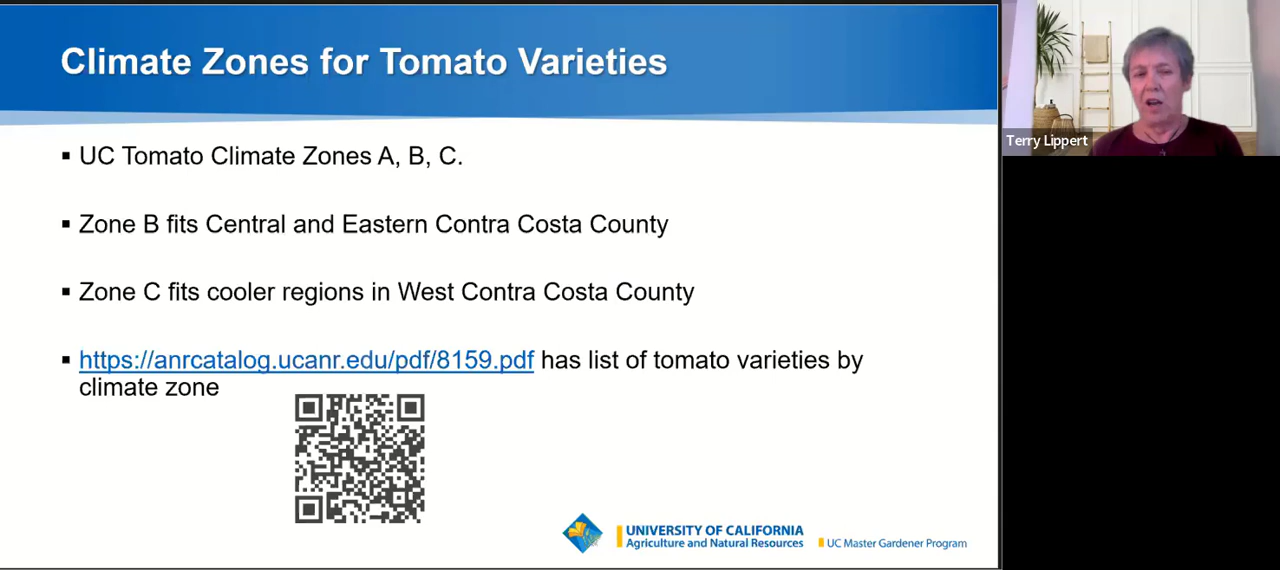 Climate Zones for Tomato Varieties
Terry Lippert
▪ UC Tomato Climate Zones A, B, C.
▪ Zone B fits Central and Eastern Contra Costa County
▪ Zone C fits cooler regions in West Contra Costa County
▪ https://anrcatalog.ucanr.edu/pdf/8159.pdf has list of tomato varieties by
climate zone
UNIVERSITY OF CALIFORNIA
Agriculture and Natural Resources
UC Master Gardener Program